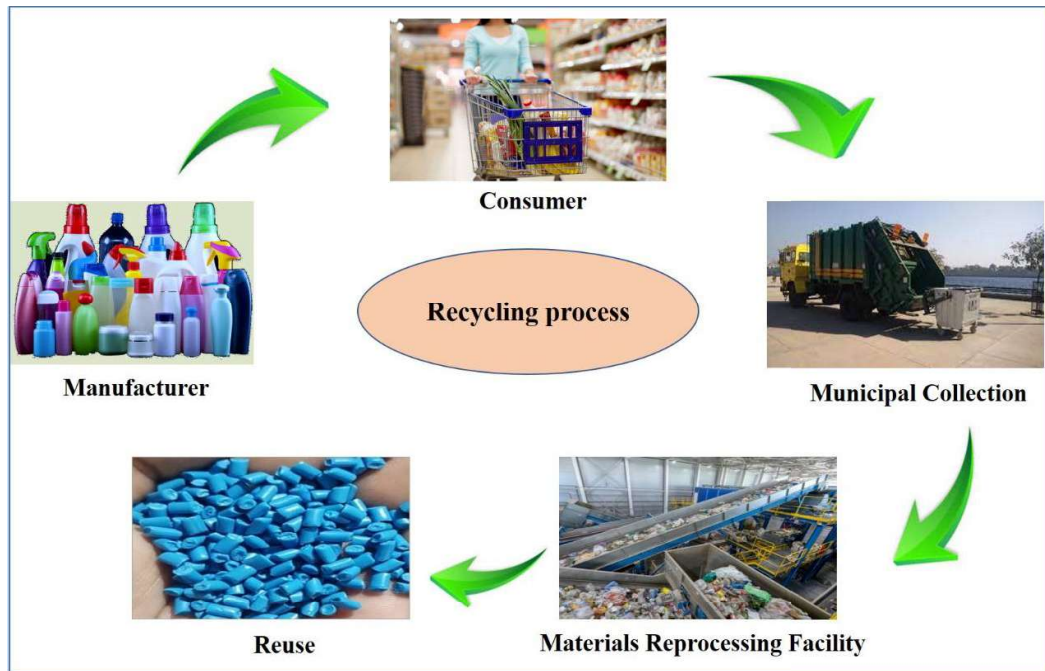 Consumer
Recycling process
Manufacturer
Municipal Collection
Reuse
Materials Reprocessing Facility